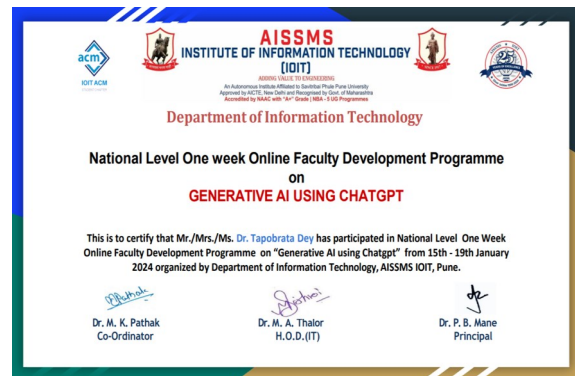 acm
IOIT ACM
AISSMS
INSTITUTE OF INFORMATION TECHNOLOGY
(IOIT)
ADDING VALUE TO ENGINEERING
An Autonomous Institute Affiliated to Savitribai Phule Pune University
Approved by AICTE, New Delhi and Recognised by Govt. of Maharashtra
Accredited by NAAC with "A+" Grade | NBA - 5 UG Programmes
Department of Information Technology
National Level One week Online Faculty Development Programme
on
GENERATIVE AI USING CHATGPT
This is to certify that Mr./Mrs./Ms. Dr. Tapobrata Dey has participated in National Level One Week
Online Faculty Development Programme on “Generative AI using Chatgpt” from 15th - 19th January
2024 organized by Department of Information Technology, AISSMS IOIT, Pune.
Dr. M. K. Pathak
Co-Ordinator
Dr. M. A. Thalor
H.O.D.(IT)
Dr. P. B. Mane
Principal